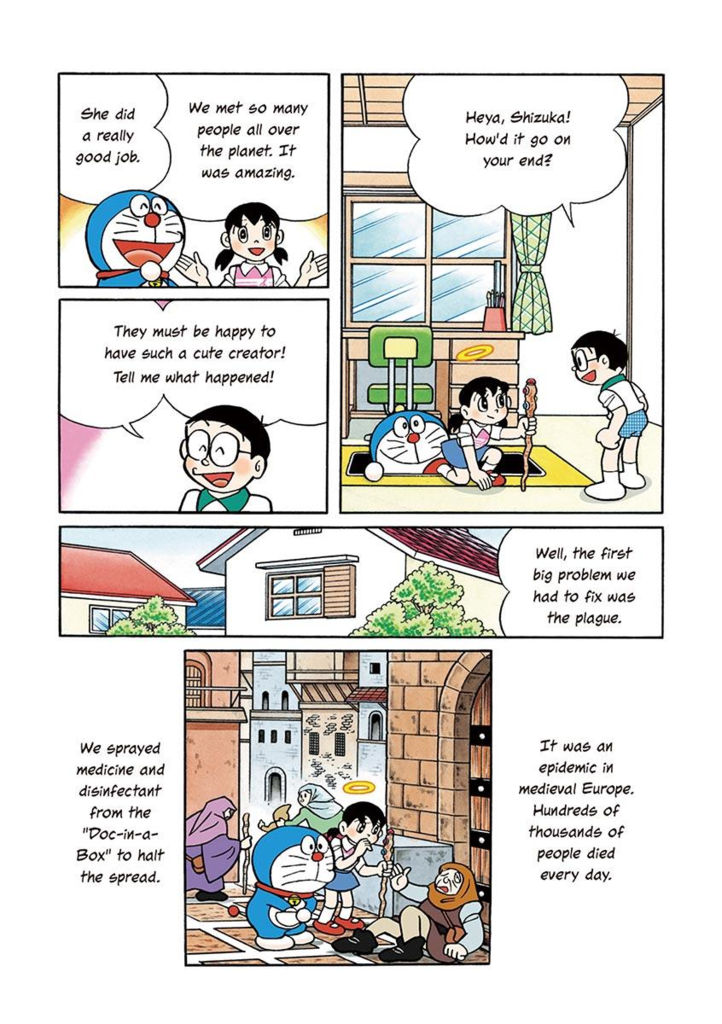 Heya, Shizuka!
How'd it go on
your end?
We met so many
people all over
the planet. It
was amazing.
She did
a really
good job.
They must be happy to
have such a cute creator!
Tell me what happened!
Well, the first
big problem we
had to fix was
the plague.
It was an
epidemic in
medieval Europe.
Hundreds of
thousands of
people died
every day.
We sprayed
medicine and
disinfectant
from the
"Doc-in-a-
Box" to halt
the spread.